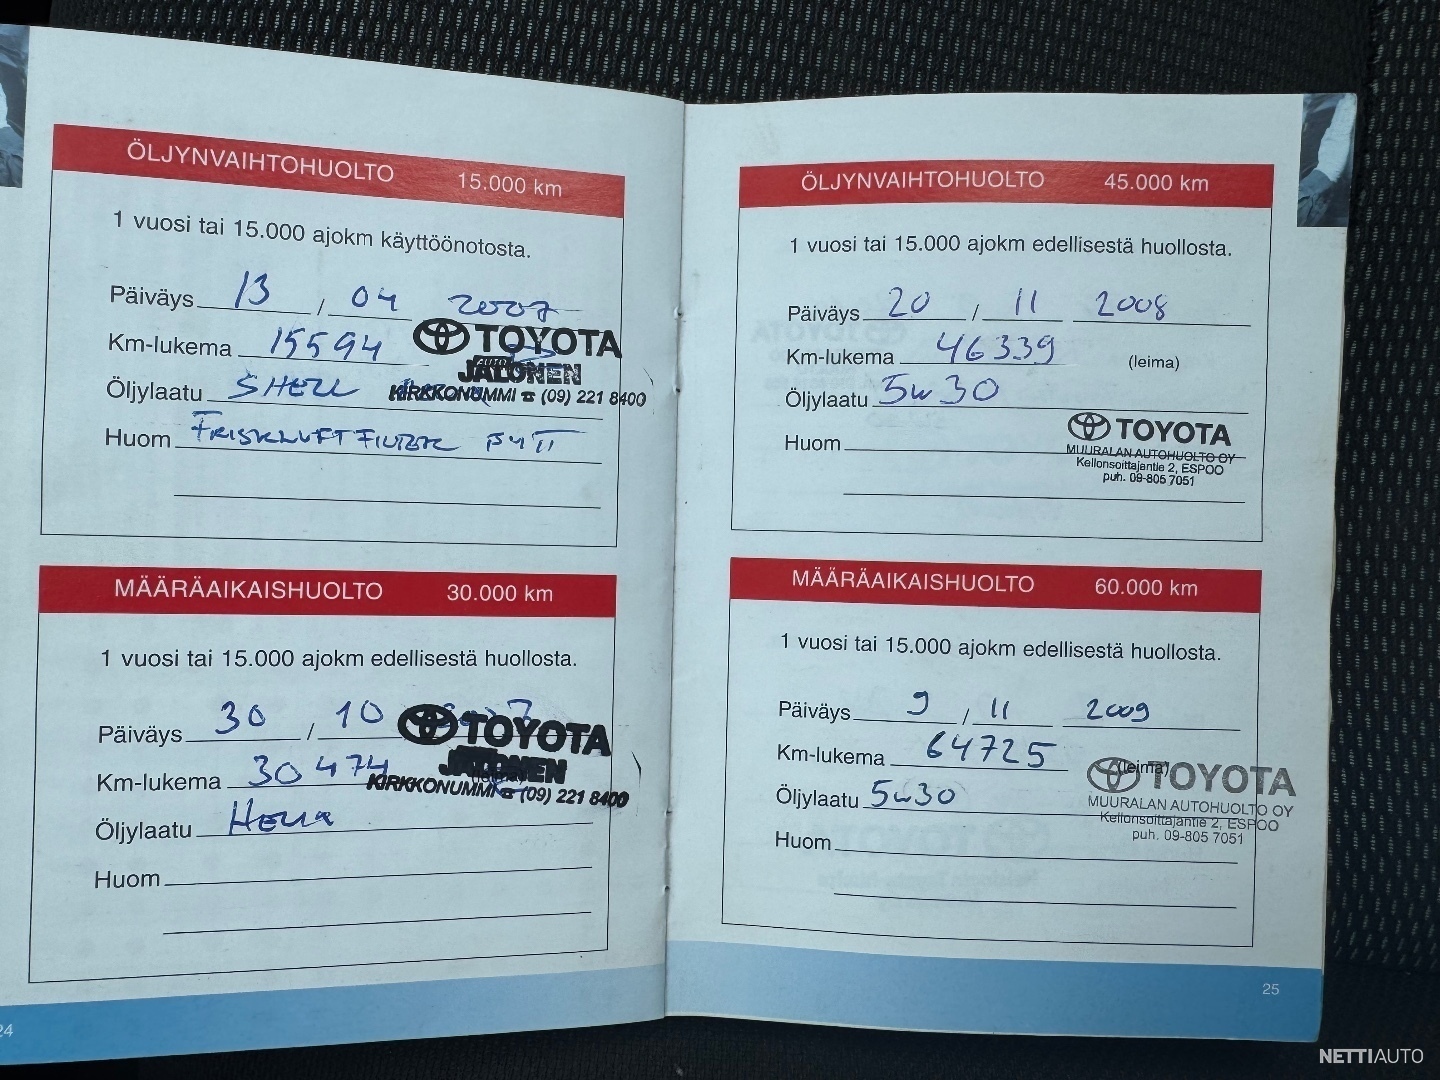 ÖLJYNVAIHTOHUOLTO 15.000 km
1 vuosi tai 15.000 ajokm käyttöönotosta.
Päiväys 13 / 04 2007
Km-lukema 15594
TOYOTA
AUTO
JALONEN
KIRKKONUMMI ☎ (09) 221 8400
Öljylaatu SHELL
Huom FRISKLUFTFILTER BYTT
MÄÄRÄAIKAISHUOLTO 30.000 km
1 vuosi tai 15.000 ajokm edellisestä huollosta.
Päiväys 30 / 10 2007
Km-lukema 30474
TOYOTA
JALONEN
KIRKKONUMMI ☎ (09) 221 8400
Öljylaatu HELIX
Huom
24
ÖLJYNVAIHTOHUOLTO 45.000 km
1 vuosi tai 15.000 ajokm edellisestä huollosta.
Päiväys 20 / 11 2008
Km-lukema 46339 (leima)
Öljylaatu 5w30
Huom
TOYOTA
MUURALAN AUTOHUOLTO OY
Kellonsoittajantie 2, ESPOO
puh. 09-805 7051
MÄÄRÄAIKAISHUOLTO 60.000 km
1 vuosi tai 15.000 ajokm edellisestä huollosta.
Päiväys 9 / 11 2009
Km-lukema 64725 (leima)
Öljylaatu 5w30
TOYOTA
MUURALAN AUTOHUOLTO OY
Kellonsoittajantie 2, ESPOO
puh. 09-805 7051
Huom
25
NETTIAUTO